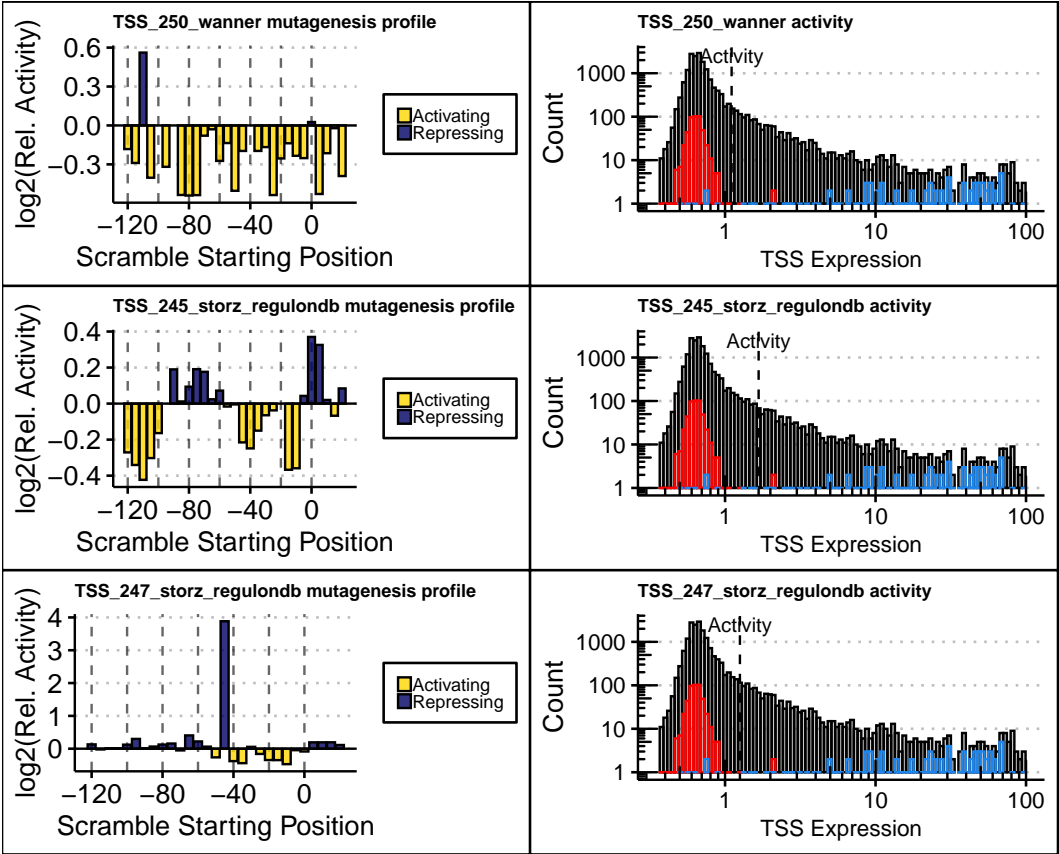 TSS_250_wanner mutagenesis profile
log2(Rel. Activity)
0.6
0.3
0.0
−0.3
−120
−80
−40
0
Scramble Starting Position
Activating
Repressing
TSS_250_wanner activity
Activity
Count
1000
100
10
1
1
10
100
TSS Expression
TSS_245_storz_regulondb mutagenesis profile
log2(Rel. Activity)
0.4
0.2
0.0
−0.2
−0.4
−120
−80
−40
0
Scramble Starting Position
Activating
Repressing
TSS_245_storz_regulondb activity
Activity
Count
1000
100
10
1
1
10
100
TSS Expression
TSS_247_storz_regulondb mutagenesis profile
log2(Rel. Activity)
4
3
2
1
0
−120
−80
−40
0
Scramble Starting Position
Activating
Repressing
TSS_247_storz_regulondb activity
Activity
Count
1000
100
10
1
1
10
100
TSS Expression